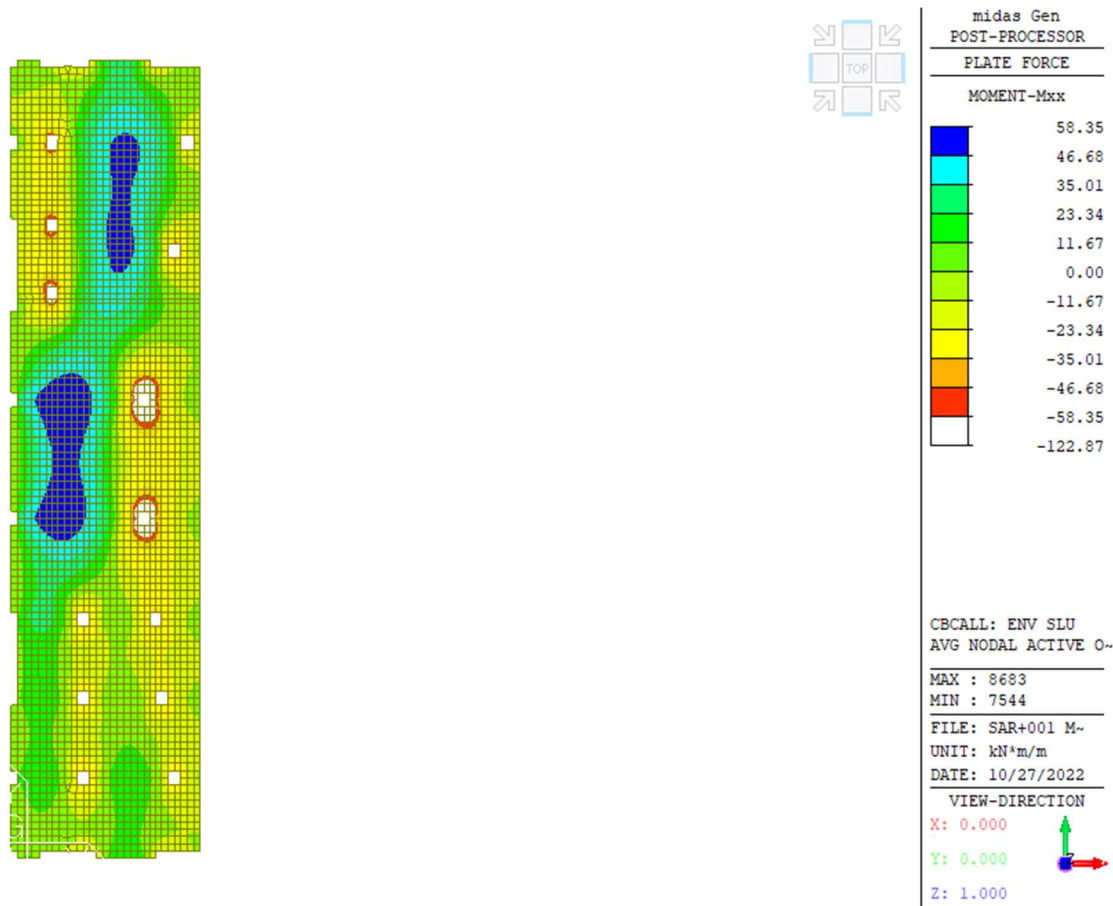 midas Gen
POST-PROCESSOR
PLATE FORCE
MOMENT-Mxx
58.35
46.68
35.01
23.34
11.67
0.00
-11.67
-23.34
-35.01
-46.68
-58.35
-122.87
TOP
CBCALL: ENV SLU
AVG NODAL ACTIVE O~
MAX : 8683
MIN : 7544
FILE: SAR+001 M~
UNIT: kN*m/m
DATE: 10/27/2022
VIEW-DIRECTION
X: 0.000
Y: 0.000
Z: 1.000
Z